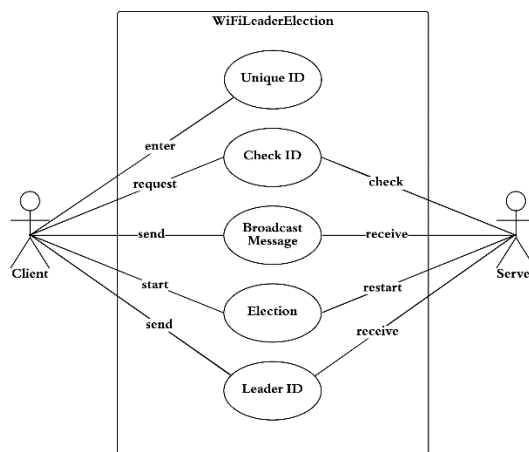 WiFiLeaderElection
Unique ID
enter
Check ID
request
check
Broadcast
Message
send
receive
Client
Serve
start
Election
restart
send
receive
Leader ID